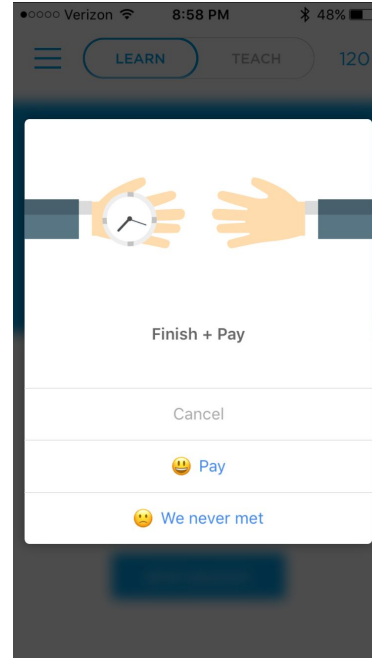 Verizon 8:58 PM 48%
LEARN TEACH 120
Finish + Pay
Cancel
😃 Pay
🙁 We never met